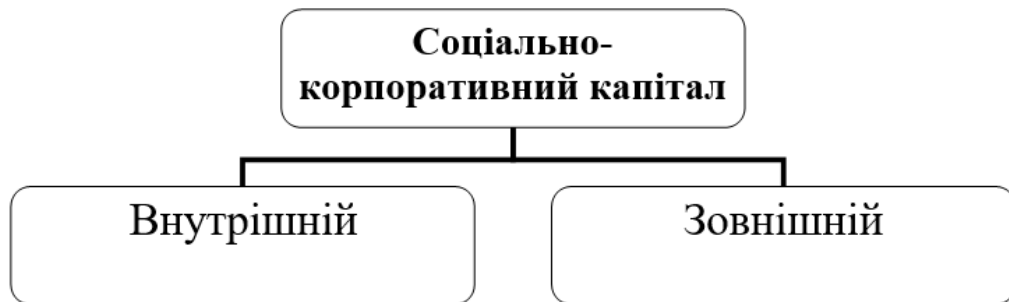 Соціально-
корпоративний капітал
Внутрішній
Зовнішній